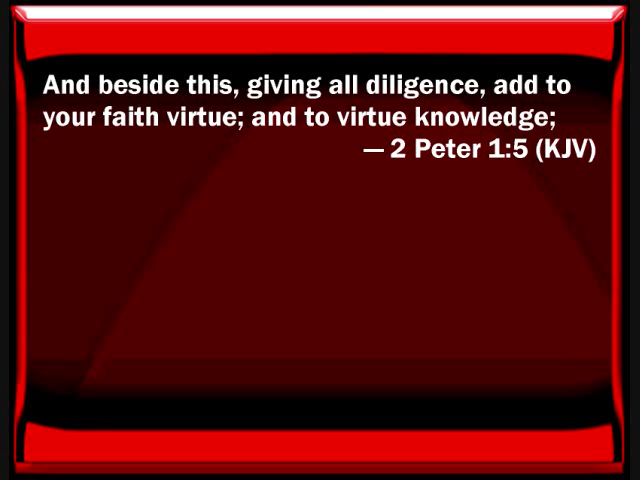 And beside this, giving all diligence, add to
your faith virtue; and to virtue knowledge;
— 2 Peter 1:5 (KJV)